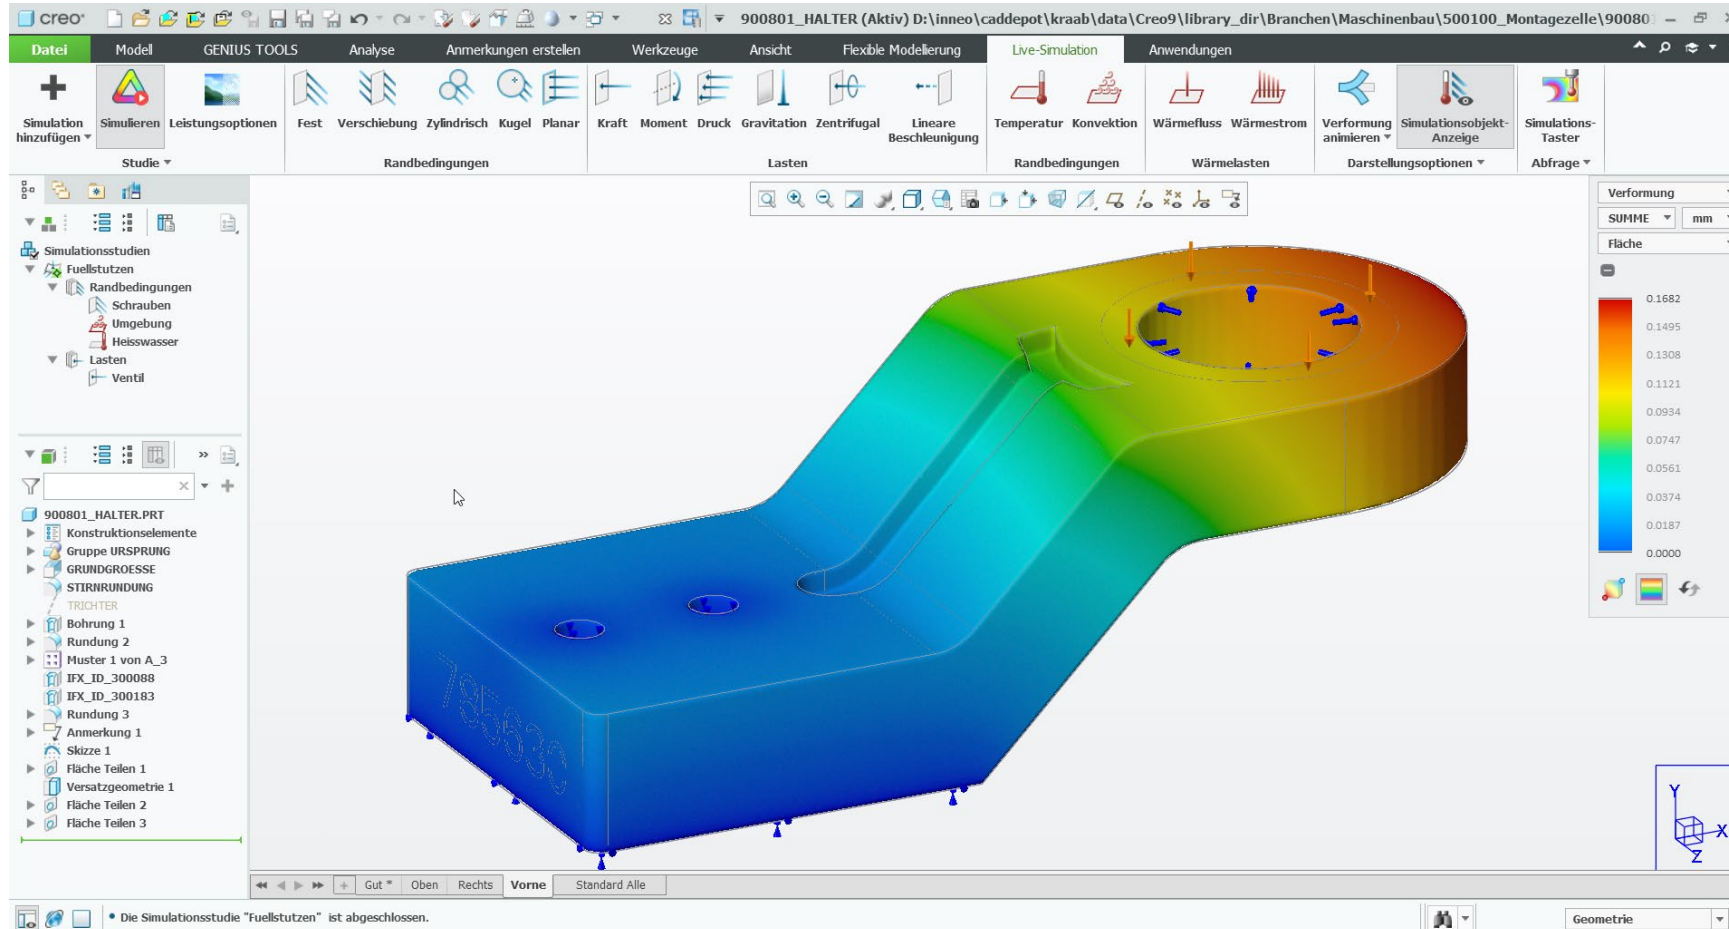 creo
900801_HALTER (Aktiv) D:\inneo\caddepot\kraab\data\Creo9\library_dir\Branchen\Maschinenbau\500100_Montagezelle\90080
Datei Modell GENIUS TOOLS Analyse Anmerkungen erstellen Werkzeuge Ansicht Flexible Modellierung Live-Simulation Anwendungen
Simulation hinzufügen
Simulieren
Leistungsoptionen
Fest
Verschiebung
Zylindrisch
Kugel
Planar
Kraft
Moment
Druck
Gravitation
Zentrifugal
Lineare Beschleunigung
Temperatur
Konvektion
Wärmefluss
Wärmestrom
Verformung animieren
Simulationsobjekt-Anzeige
Simulations-Taster
Studie Randbedingungen Lasten Randbedingungen Wärmelasten Darstellungsoptionen Abfrage
Simulationsstudien
Fuellstutzen
Randbedingungen
Schrauben
Umgebung
Heisswasser
Lasten
Ventil
900801_HALTER.PRT
Konstruktionselemente
Gruppe URSPRUNG
GRUNDGROESSE
STIRNRUNDUNG
TRICHTER
Bohrung 1
Rundung 2
Muster 1 von A_3
IFX_ID_300088
IFX_ID_300183
Rundung 3
Anmerkung 1
Skizze 1
Fläche Teilen 1
Versatzgeometrie 1
Fläche Teilen 2
Fläche Teilen 3
Verformung
SUMME mm
Fläche
0.1682
0.1495
0.1308
0.1121
0.0934
0.0747
0.0561
0.0374
0.0187
0.0000
Y
X
Z
Gut * Oben Rechts Vorne Standard Alle
• Die Simulationsstudie "Fuellstutzen" ist abgeschlossen.
Geometrie